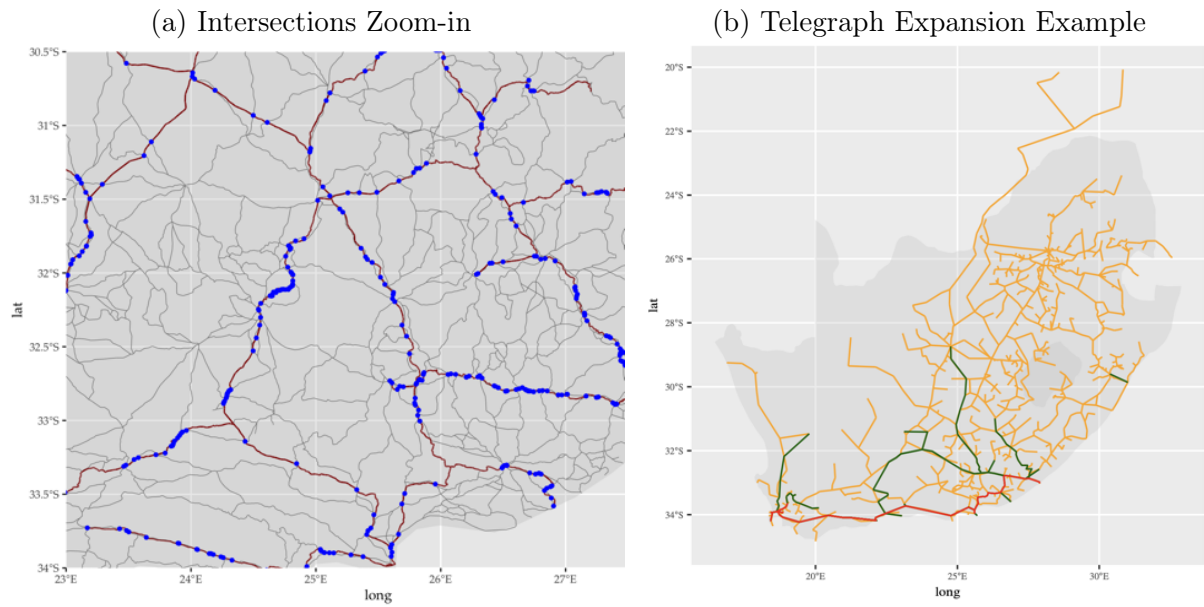 (a) Intersections Zoom-in
30.5°S
31°S
31.5°S
32°S
32.5°S
33°S
33.5°S
34°S
lat
23°E 24°E 25°E 26°E 27°E
long
(b) Telegraph Expansion Example
20°S
22°S
24°S
26°S
28°S
30°S
32°S
34°S
lat
20°E 25°E 30°E
long